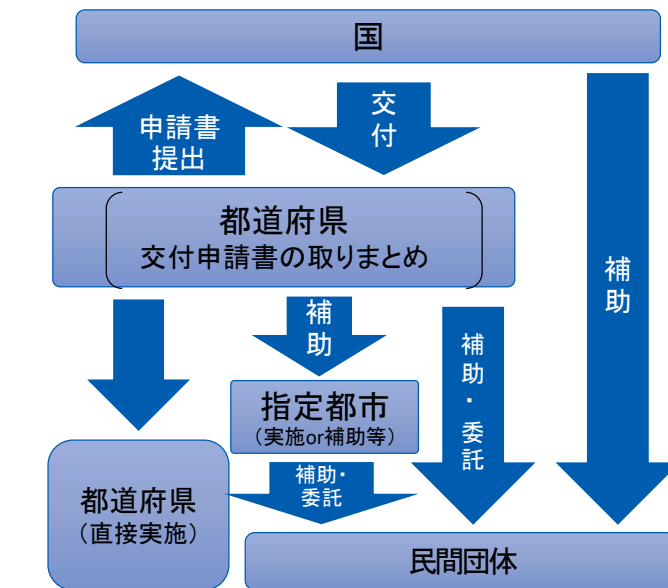 国
申請書
提出
交
付
都道府県
交付申請書の取りまとめ
補
助
補
助
・
委
託
補
助
指定都市
（実施or補助等）
補助・
委託
都道府県
（直接実施）
民間団体